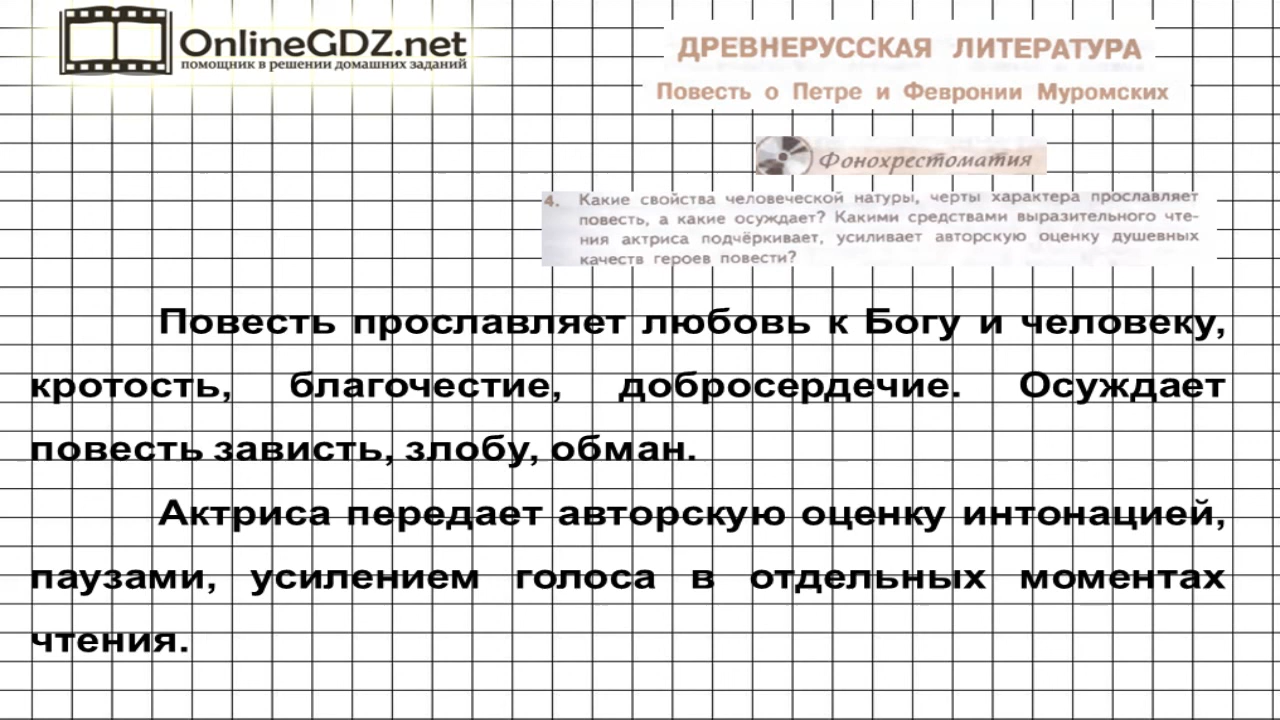 OnlineGDZ.net
помощник в решении домашних заданий
ДРЕВНЕРУССКАЯ ЛИТЕРАТУРА
Повесть о Петре и Февронии Муромских
Фонохрестоматия
4. Какие свойства человеческой натуры, черты характера прославляет
повесть, а какие осуждает? Какими средствами выразительного чте-
ния актриса подчёркивает, усиливает авторскую оценку душевных
качеств героев повести?
Повесть прославляет любовь к Богу и человеку,
кротость, благочестие, добросердечие. Осуждает
повесть зависть, злобу, обман.
Актриса передает авторскую оценку интонацией,
паузами, усилением голоса в отдельных моментах
чтения.